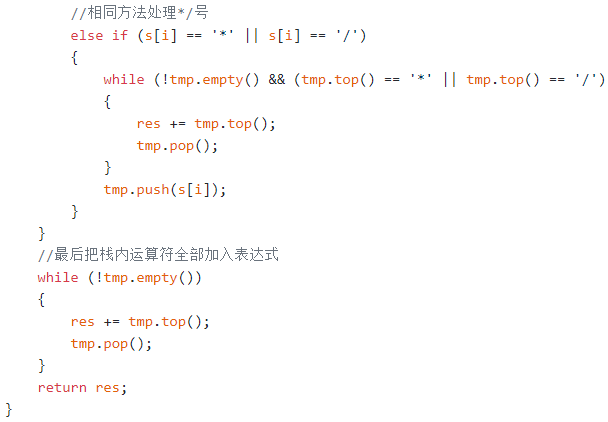 //相同方法处理*/号
        else if (s[i] == '*' || s[i] == '/')
        {
            while (!tmp.empty() && (tmp.top() == '*' || tmp.top() == '/')
            {
                res += tmp.top();
                tmp.pop();
            }
            tmp.push(s[i]);
        }
    }
    //最后把栈内运算符全部加入表达式
    while (!tmp.empty())
    {
        res += tmp.top();
        tmp.pop();
    }
    return res;
}